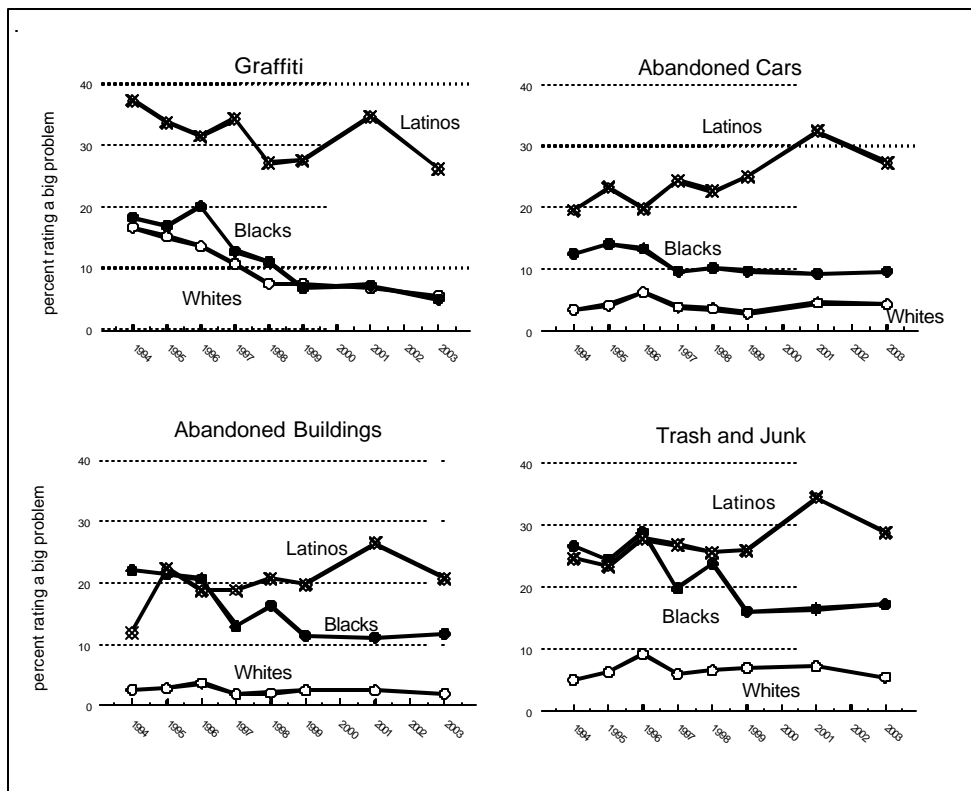 Graffiti
percent rating a big problem
40
30
20
10
0
Latinos
Blacks
Whites
1994 1995 1996 1997 1998 1999 2000 2001 2002 2003
Abandoned Cars
40
30
20
10
0
Latinos
Blacks
Whites
1994 1995 1996 1997 1998 1999 2000 2001 2002 2003
Abandoned Buildings
percent rating a big problem
40
30
20
10
0
Latinos
Blacks
Whites
1994 1995 1996 1997 1998 1999 2000 2001 2002 2003
Trash and Junk
40
30
20
10
0
Latinos
Blacks
Whites
1994 1995 1996 1997 1998 1999 2000 2001 2002 2003